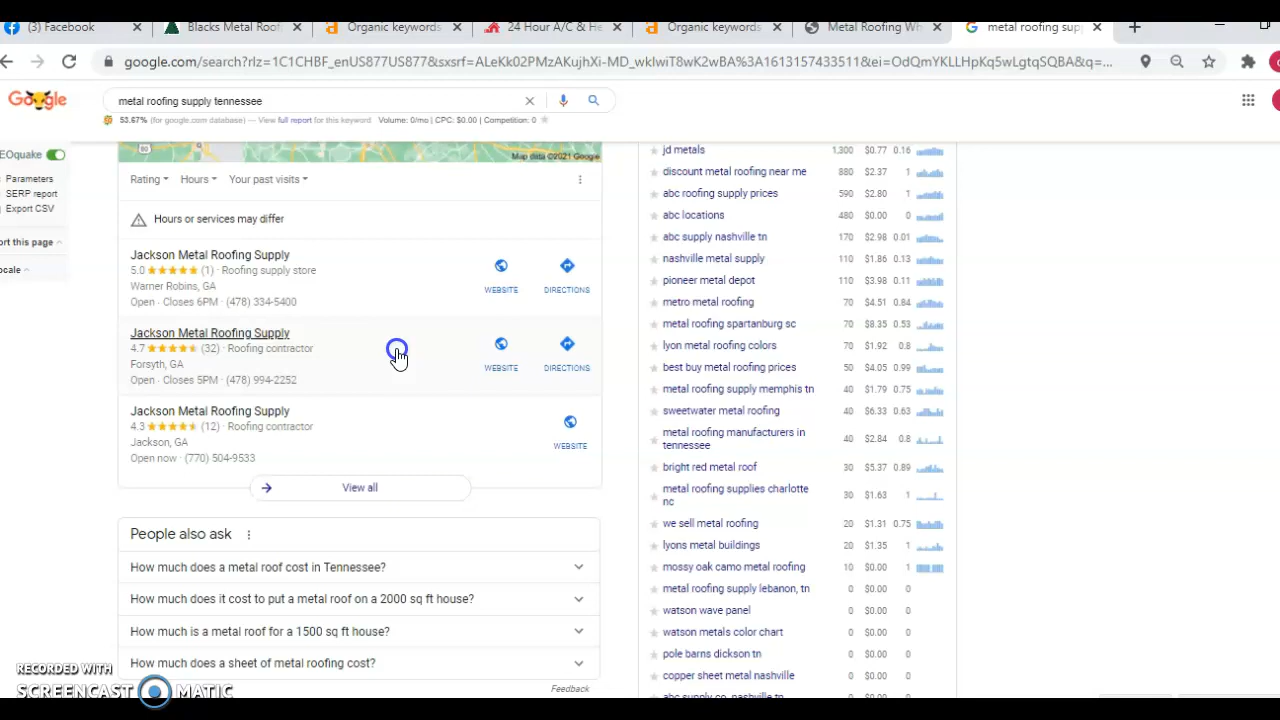 (3) Facebook
Blacks Metal Roof
Organic keywords
24 Hour A/C & He
Organic keywords
Metal Roofing Wh
metal roofing supp
google.com/search?rlz=1C1CHBF_enUS877US877&sxsrf=ALeKk02PMzAKujhXi-MD_wklwiT8wK2wBA%3A1613157433511&ei=OdQmYKLLHpKq5wLgtqSQBA&q=...
Google
metal roofing supply tennessee
53.67% (for google.com database) — View full report for this keyword Volume: 0/mo | CPC: $0.00 | Competition: 0
EOquake
Parameters
SERP report
Export CSV
ort this page
ocale
80
Map data ©2021 Google
Rating
Hours
Your past visits
Hours or services may differ
Jackson Metal Roofing Supply
5.0 (1) · Roofing supply store
Warner Robins, GA
Open · Closes 6PM · (478) 334-5400
WEBSITE
DIRECTIONS
Jackson Metal Roofing Supply
4.7 (32) · Roofing contractor
Forsyth, GA
Open · Closes 5PM · (478) 994-2252
WEBSITE
DIRECTIONS
Jackson Metal Roofing Supply
4.3 (12) · Roofing contractor
Jackson, GA
Open now · (770) 504-9533
WEBSITE
View all
People also ask
How much does a metal roof cost in Tennessee?
How much does it cost to put a metal roof on a 2000 sq ft house?
How much is a metal roof for a 1500 sq ft house?
How much does a sheet of metal roofing cost?
Feedback
jd metals 1,300 $0.77 0.16
discount metal roofing near me 880 $2.37 1
abc roofing supply prices 590 $2.80 1
abc locations 480 $0.00 0
abc supply nashville tn 170 $2.98 0.01
nashville metal supply 110 $1.86 0.13
pioneer metal depot 110 $3.98 0.11
metro metal roofing 70 $4.51 0.84
metal roofing spartanburg sc 70 $8.35 0.53
lyon metal roofing colors 70 $1.92 0.8
best buy metal roofing prices 50 $4.05 0.99
metal roofing supply memphis tn 40 $1.79 0.75
sweetwater metal roofing 40 $6.33 0.63
metal roofing manufacturers in
tennessee 40 $2.84 0.8
bright red metal roof 30 $5.37 0.89
metal roofing supplies charlotte
nc 30 $1.63 1
we sell metal roofing 20 $1.31 0.75
lyons metal buildings 20 $1.35 1
mossy oak camo metal roofing 10 $0.00 1
metal roofing supply lebanon, tn 0 $0.00 0
watson wave panel 0 $0.00 0
watson metals color chart 0 $0.00 0
pole barns dickson tn 0 $0.00 0
copper sheet metal nashville 0 $0.00 0
abc supply co. nashville tn 0 $0.00 0
RECORDED WITH
SCREENCAST MATIC